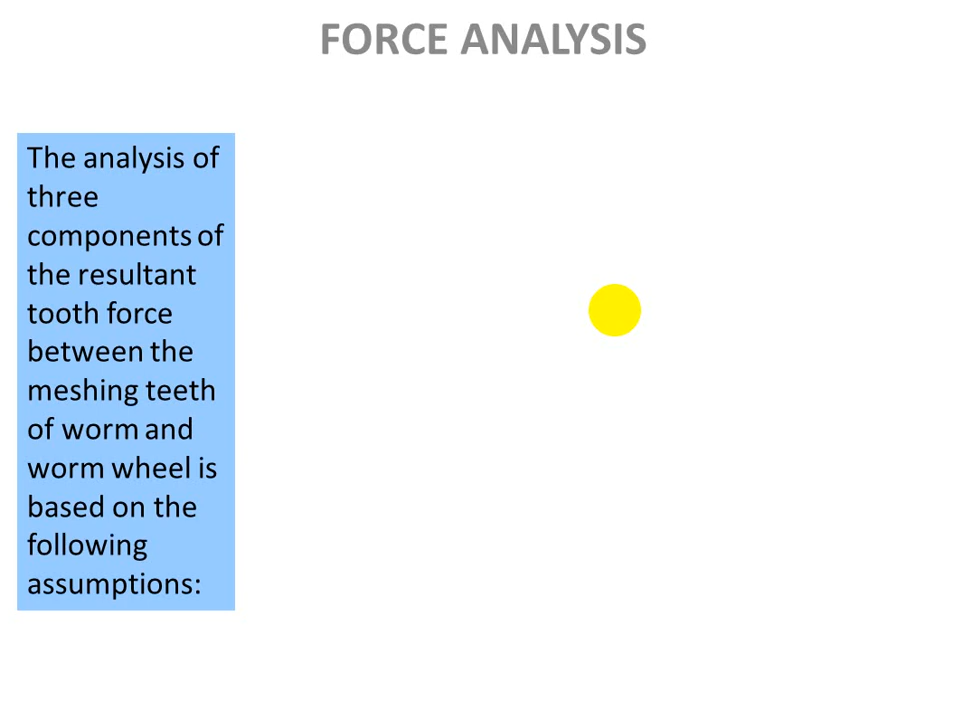 FORCE ANALYSIS
The analysis of
three
components of
the resultant
tooth force
between the
meshing teeth
of worm and
worm wheel is
based on the
following
assumptions: